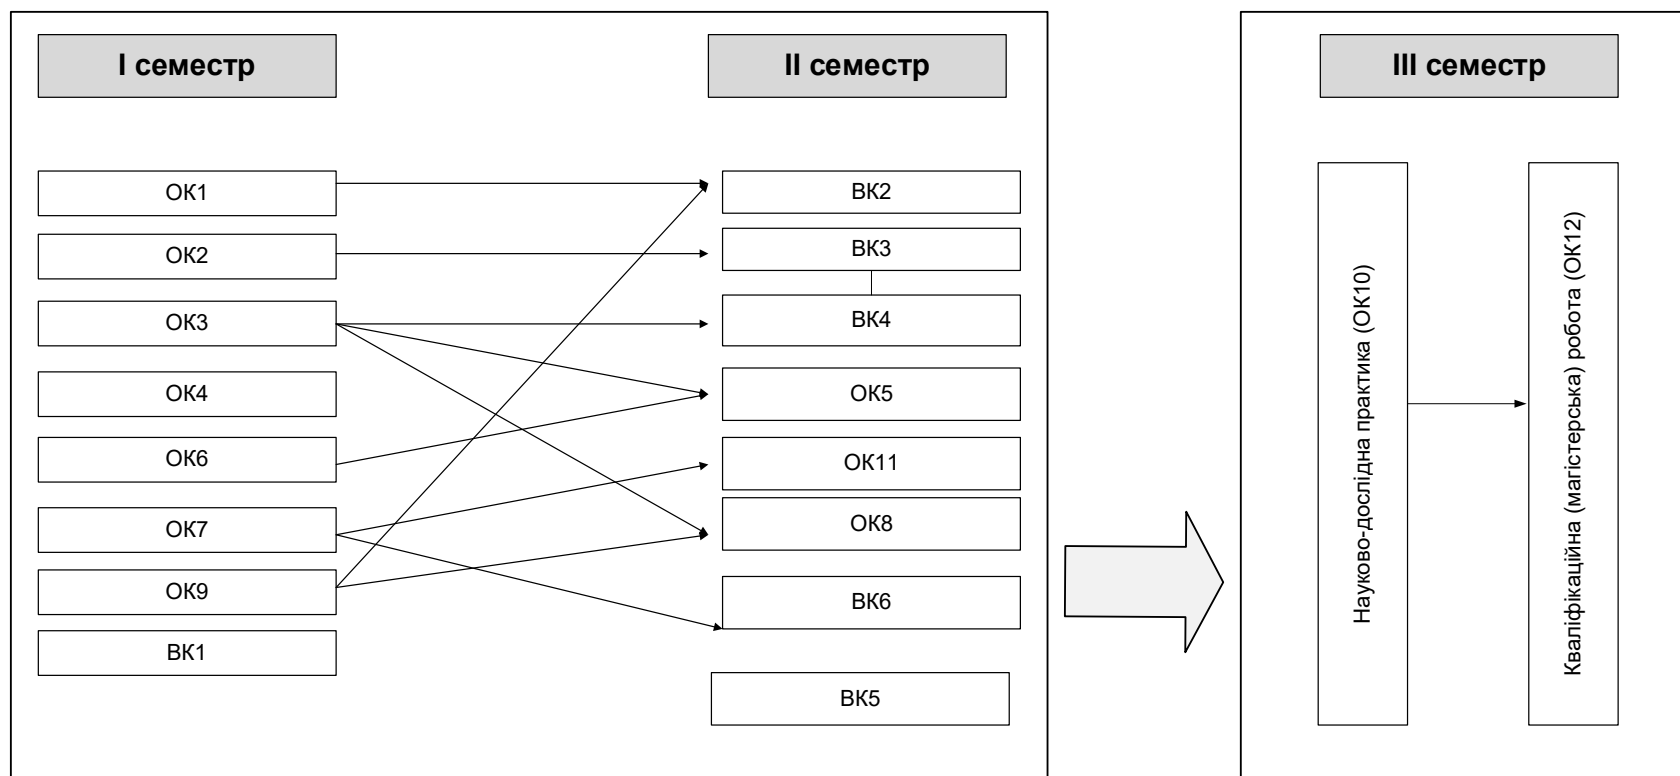 І семестр
ІІ семестр
ІІІ семестр
ОК1
ОК2
ОК3
ОК4
ОК6
ОК7
ОК9
ВК1
ВК2
ВК3
ВК4
ОК5
ОК11
ОК8
ВК6
ВК5
Науково-дослідна практика (ОК10)
Кваліфікаційна (магістерська) робота (ОК12)